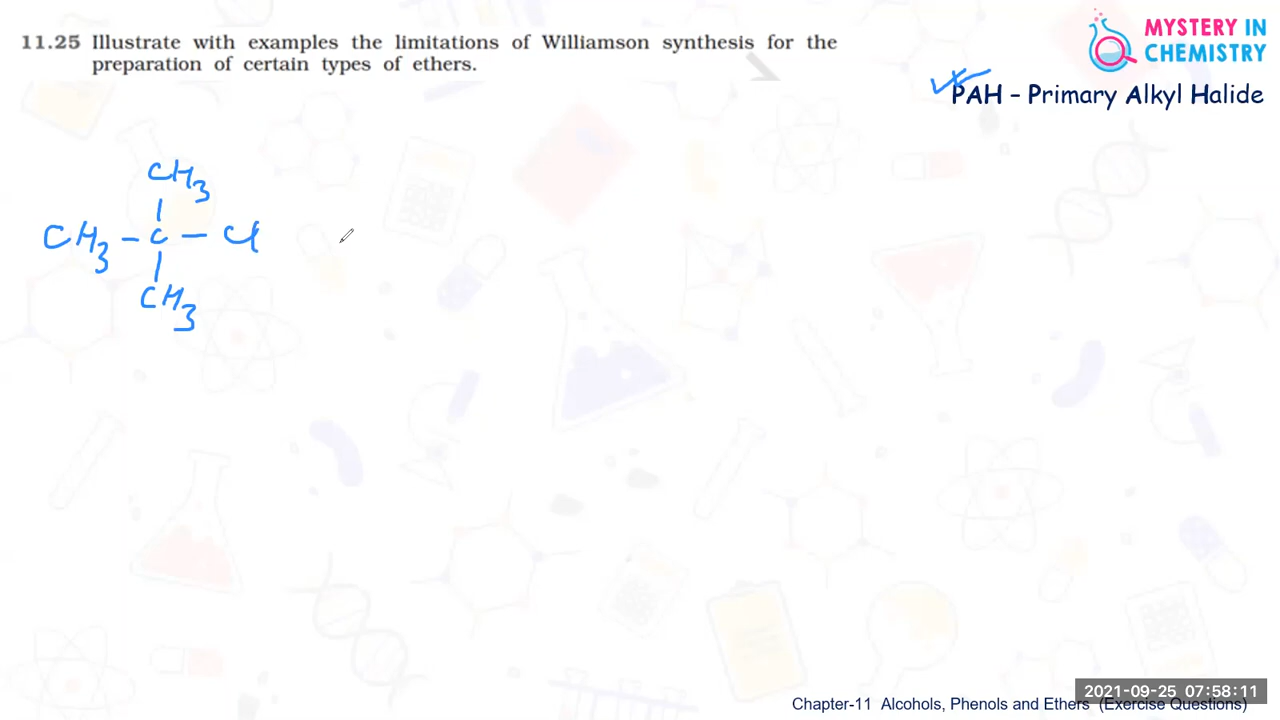 11.25 Illustrate with examples the limitations of Williamson synthesis for the
preparation of certain types of ethers.
MYSTERY IN
CHEMISTRY
PAH – Primary Alkyl Halide
CH3
CH3 – C – Cl
CH3
2021-09-25 07:58:11
Chapter-11 Alcohols, Phenols and Ethers (Exercise Questions)